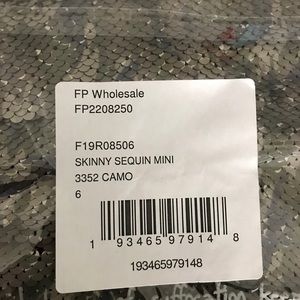 FP Wholesale
FP2208250
F19R08506
SKINNY SEQUIN MINI
3352 CAMO
6
1 93465 97914 8
193465979148